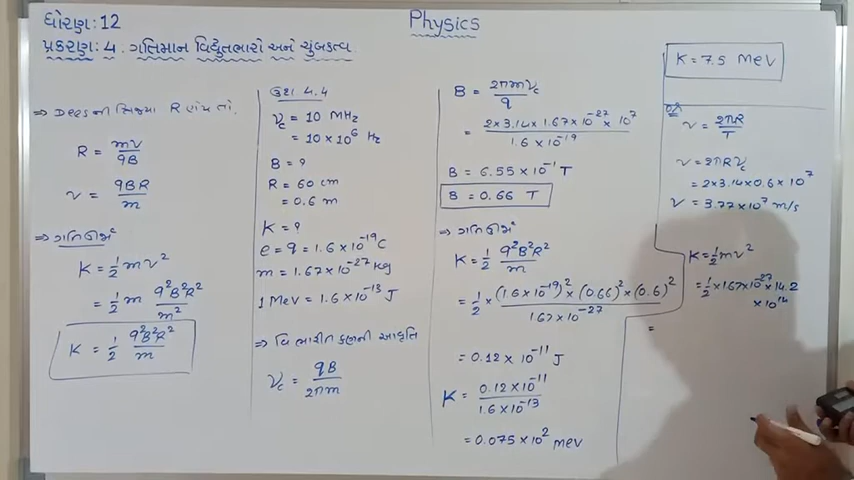 ધોરણ: 12
Physics
પ્રકરણ: 4. ગતિમાન વિદ્યુતભારો અને ચુંબકત્વ
⇒ Dees ની ત્રિજ્યા R હોય તો.
R = mv/qB
v = qBR/m
⇒ ગતિઊર્જા
K = 1/2 mv²
= 1/2 m q²B²R²/m²
K = 1/2 q²B²R²/m
ઉદા 4.4
ν_c = 10 MHz
= 10 × 10⁶ Hz
B = ?
R = 60 cm
= 0.6 m
K = ?
e = q = 1.6 × 10⁻¹⁹ C
m = 1.67 × 10⁻²⁷ kg
1 MeV = 1.6 × 10⁻¹³ J
⇒ વિભારીત કણની આવૃત્તિ
ν_c = qB/2πm
B = 2πmν_c/q
= 2 × 3.14 × 1.67 × 10⁻²⁷ × 10⁷/1.6 × 10⁻¹⁹
B = 6.55 × 10⁻¹ T
B = 0.66 T
⇒ ગતિઊર્જા
K = 1/2 q²B²R²/m
= 1/2 × (1.6 × 10⁻¹⁹)² × (0.66)² × (0.6)²/1.67 × 10⁻²⁷
= 0.12 × 10⁻¹¹ J
K = 0.12 × 10⁻¹¹/1.6 × 10⁻¹³
= 0.075 × 10² mev
K = 7.5 MeV
OR
v = 2πR/T
v = 2πRν_c
= 2 × 3.14 × 0.6 × 10⁷
v = 3.77 × 10⁷ m/s
K = 1/2 mv²
= 1/2 × 1.67 × 10⁻²⁷ × 14.2
× 10¹⁴
=